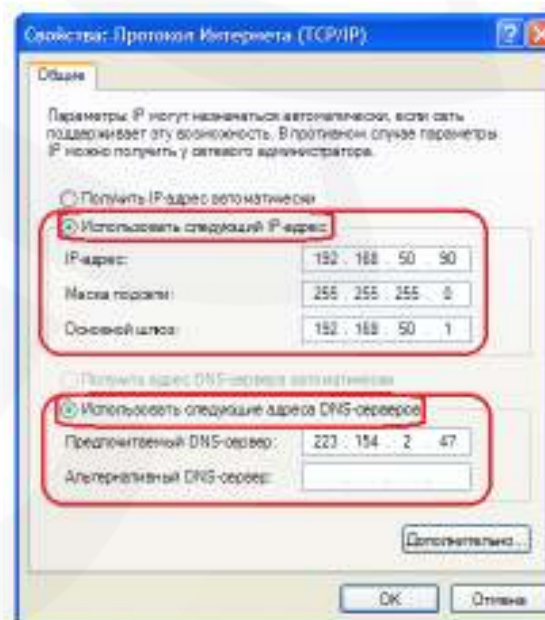 Свойства: Протокол Интернета (TCP/IP)
Общие
Параметры IP могут назначаться автоматически, если сеть
поддерживает эту возможность. В противном случае параметры
IP можно получить у сетевого администратора.
Получить IP-адрес автоматически
Использовать следующий IP-адрес:
IP-адрес: 192 . 168 . 50 . 90
Маска подсети: 255 . 255 . 255 . 0
Основной шлюз: 192 . 168 . 50 . 1
Получить адрес DNS-сервера автоматически
Использовать следующие адреса DNS-серверов:
Предпочитаемый DNS-сервер: 223 . 154 . 2 . 47
Альтернативный DNS-сервер: . . .
Дополнительно...
OK Отмена